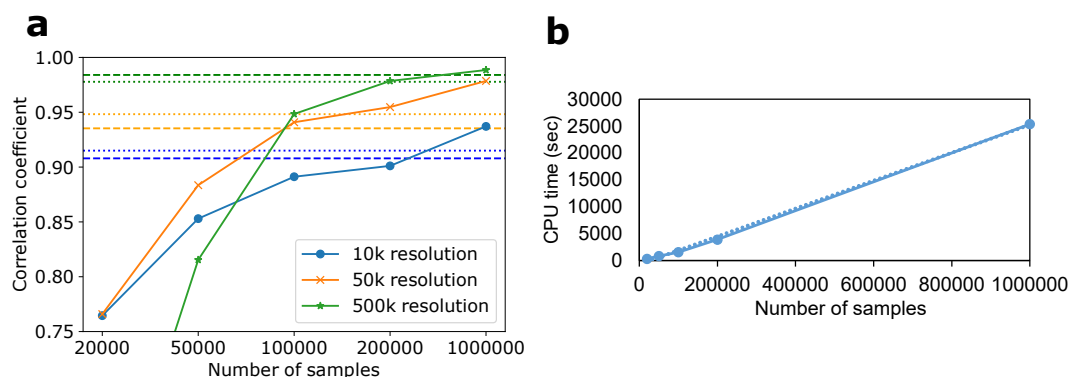 a
1.00
0.95
0.90
0.85
0.80
0.75
Correlation coefficient
10k resolution
50k resolution
500k resolution
20000 50000 100000 200000 1000000
Number of samples
b
30000
25000
20000
15000
10000
5000
0
CPU time (sec)
0 200000 400000 600000 800000 1000000
Number of samples